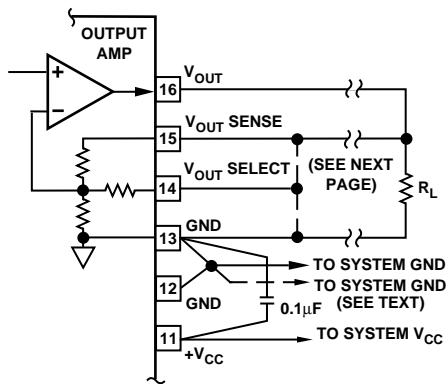 OUTPUT
AMP
+
−
16
VOUT
15
VOUT SENSE
14
VOUT SELECT
(SEE NEXT
PAGE)
RL
13
GND
12
GND
TO SYSTEM GND
TO SYSTEM GND
(SEE TEXT)
0.1µF
11
+VCC
TO SYSTEM VCC